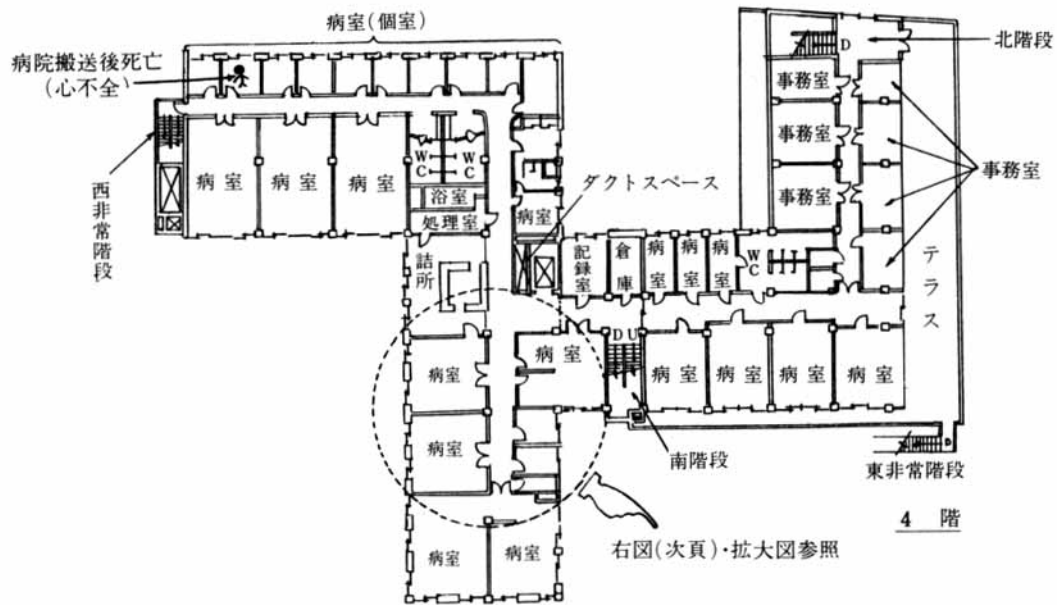 病室(個室)
病院搬送後死亡
(心不全)
西非常階段
病室
病室
病室
WC
WC
浴室
処理室
詰所
病室
ダクトスペース
記録室
倉庫
病室
病室
病室
WC
D
北階段
事務室
事務室
事務室
事務室
テラス
D U
病室
病室
病室
病室
病室
病室
病室
病室
病室
南階段
D
東非常階段
4 階
右図(次頁)・拡大図参照